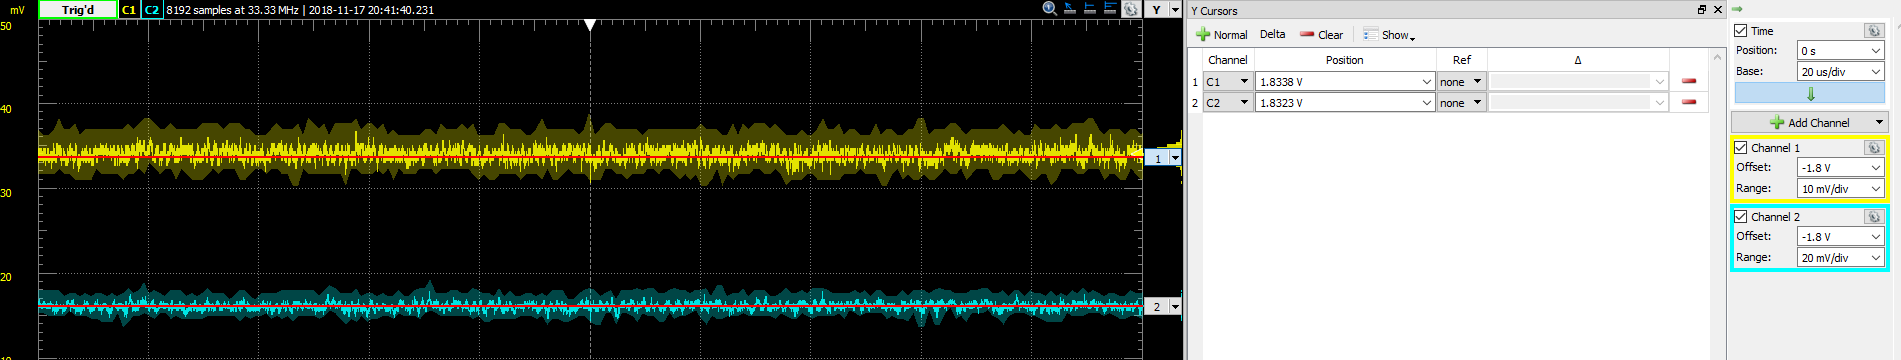 mV Trig'd C1 C2 8192 samples at 33.33 MHz | 2018-11-17 20:41:40.231 Y
50
40
30
20
10
1
2
Y Cursors
Normal Delta Clear Show
Channel Position Ref Δ
1 C1 1.8338 V none
2 C2 1.8323 V none
Time
Position: 0 s
Base: 20 us/div
Add Channel
Channel 1
Offset: -1.8 V
Range: 10 mV/div
Channel 2
Offset: -1.8 V
Range: 20 mV/div